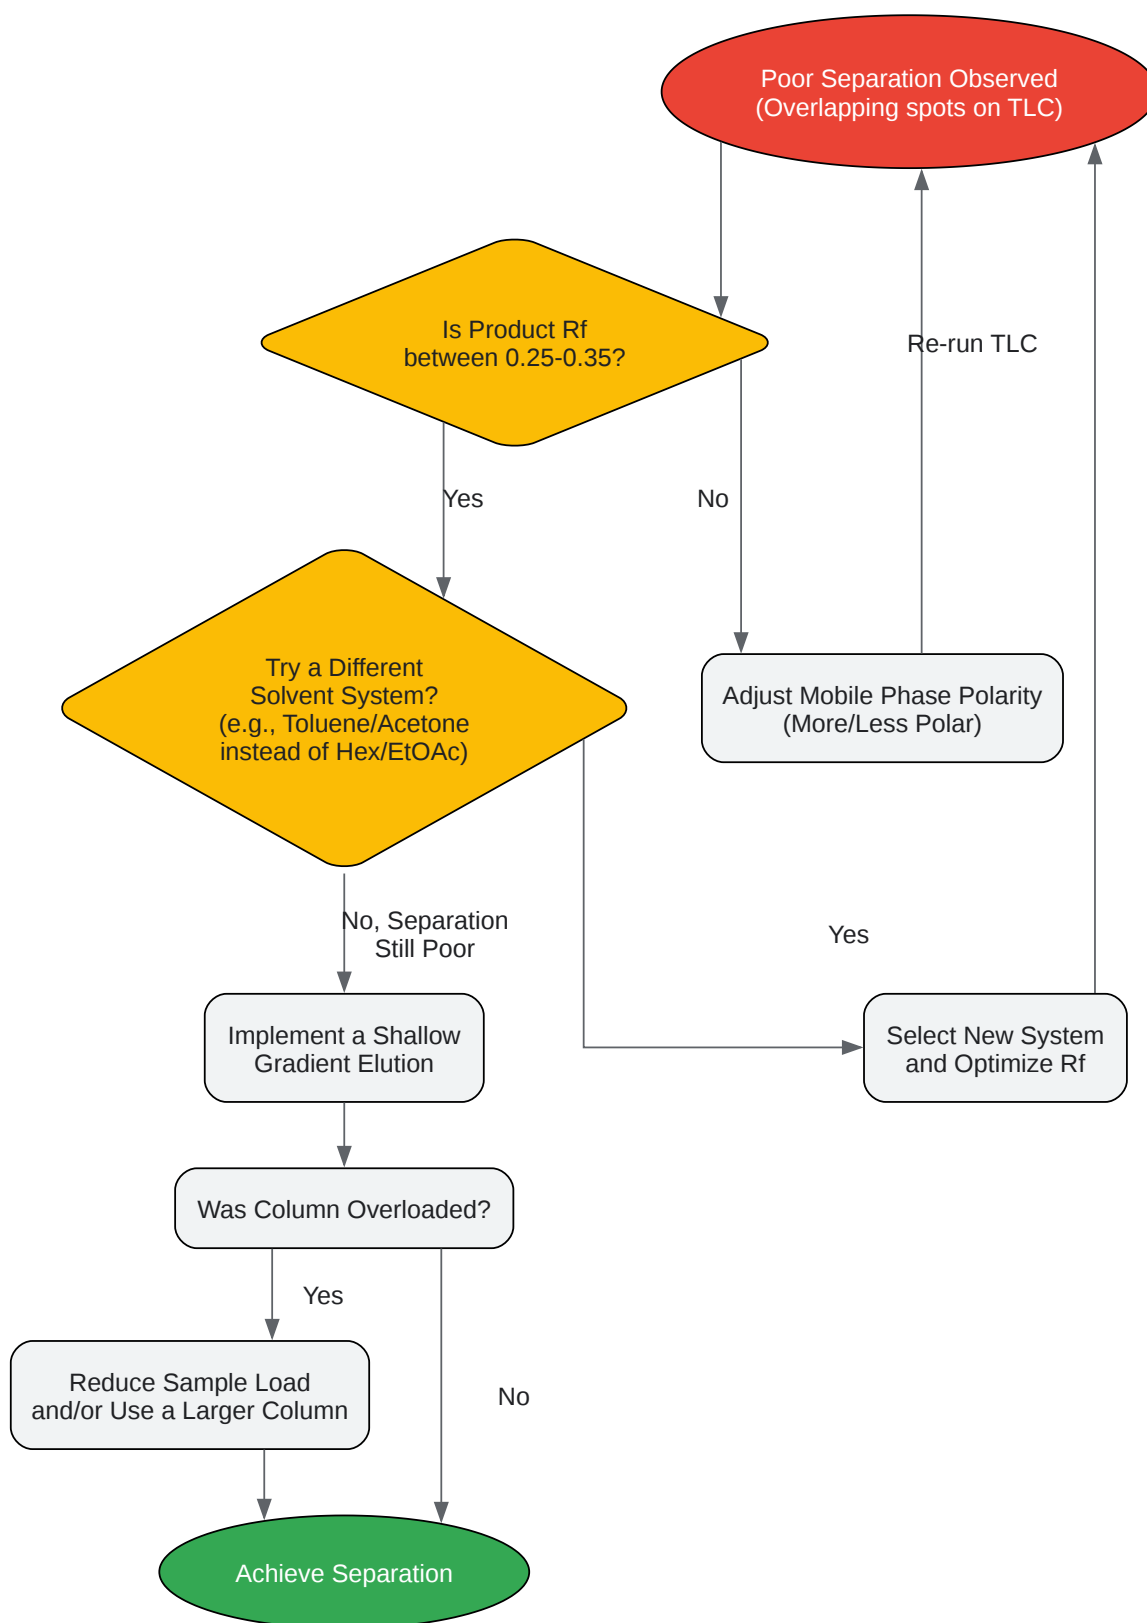 Poor Separation Observed
(Overlapping spots on TLC)
Is Product Rf
between 0.25-0.35?
Re-run TLC
Yes
No
Try a Different
Solvent System?
(e.g., Toluene/Acetone
instead of Hex/EtOAc)
Adjust Mobile Phase Polarity
(More/Less Polar)
No, Separation
Still Poor
Yes
Implement a Shallow
Gradient Elution
Select New System
and Optimize Rf
Was Column Overloaded?
Yes
Reduce Sample Load
and/or Use a Larger Column
No
Achieve Separation